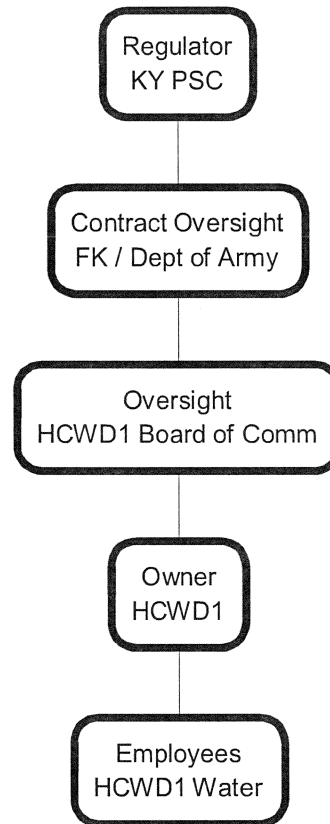 Regulator
KY PSC
Contract Oversight
FK / Dept of Army
Oversight
HCWD1 Board of Comm
Owner
HCWD1
Employees
HCWD1 Water